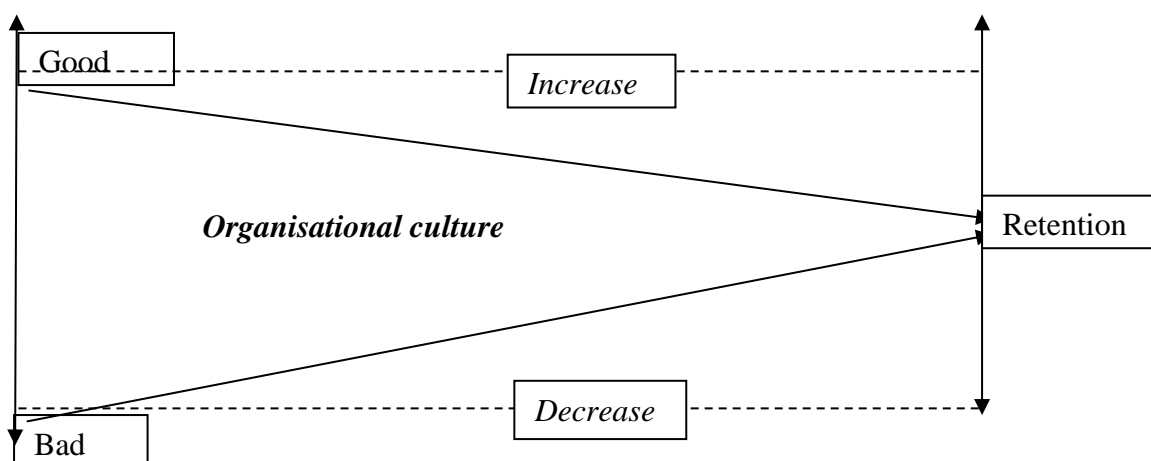 Good
Increase
Organisational culture
Retention
Decrease
Bad